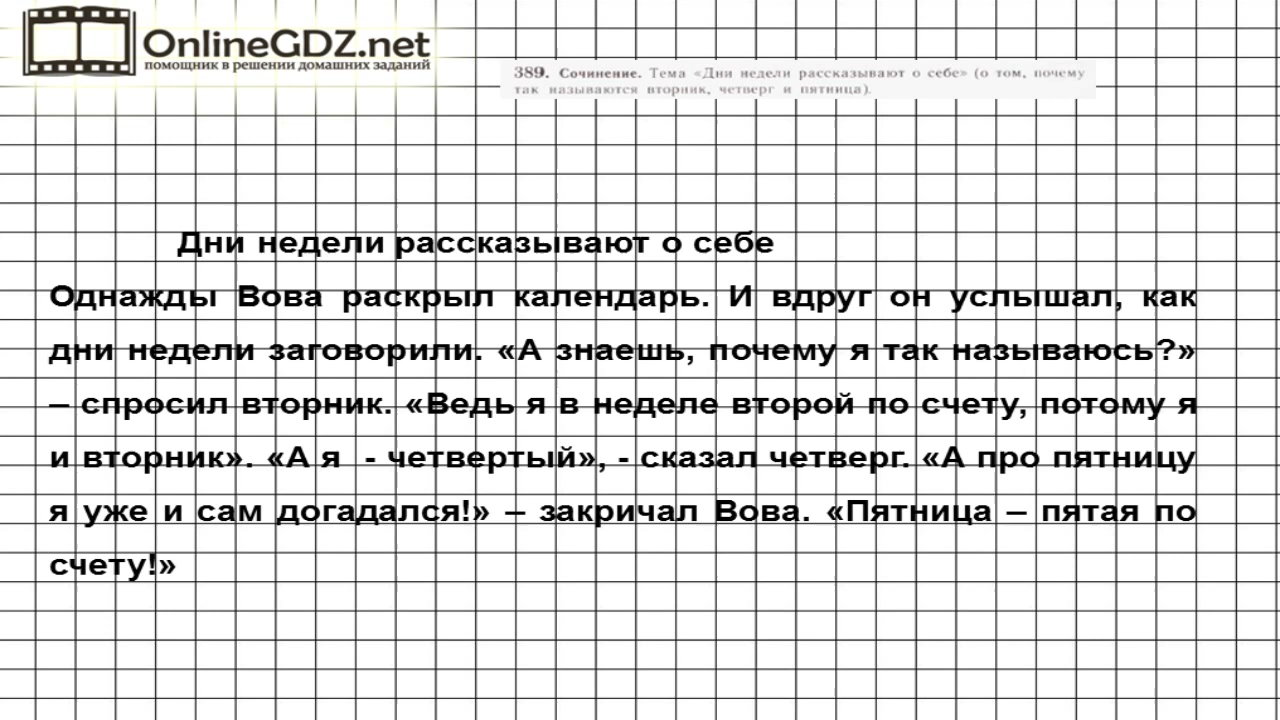 OnlineGDZ.net
помощник в решении домашних заданий
389. Сочинение. Тема «Дни недели рассказывают о себе» (о том, почему
так называются вторник, четверг и пятница).
Дни недели рассказывают о себе
Однажды Вова раскрыл календарь. И вдруг он услышал, как
дни недели заговорили. «А знаешь, почему я так называюсь?»
– спросил вторник. «Ведь я в неделе второй по счету, потому я
и вторник». «А я - четвертый», - сказал четверг. «А про пятницу
я уже и сам догадался!» – закричал Вова. «Пятница – пятая по
счету!»